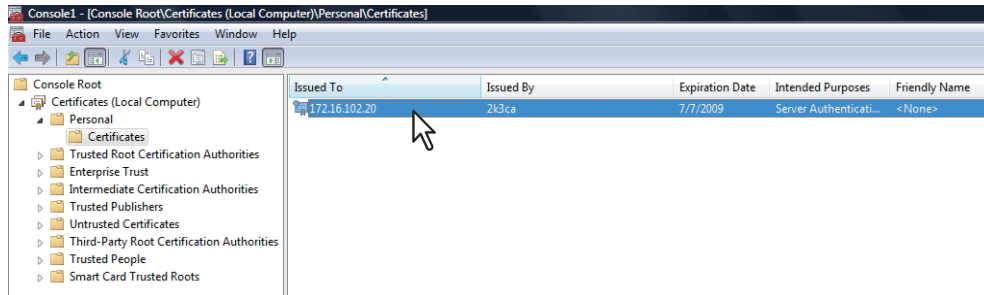 Console1 - [Console Root\Certificates (Local Computer)\Personal\Certificates]
File Action View Favorites Window Help
Console Root
Certificates (Local Computer)
Personal
Certificates
Trusted Root Certification Authorities
Enterprise Trust
Intermediate Certification Authorities
Trusted Publishers
Untrusted Certificates
Third-Party Root Certification Authorities
Trusted People
Smart Card Trusted Roots
Issued To Issued By Expiration Date Intended Purposes Friendly Name
172.16.102.20 2k3ca 7/7/2009 Server Authenticati... <None>